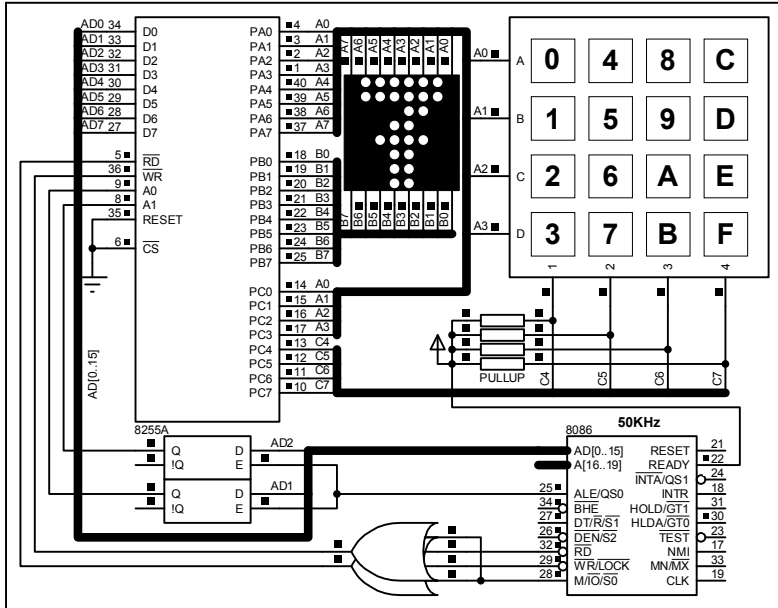 AD0 34 D0 PA0 4 A0
AD1 33 D1 PA1 3 A1
AD2 32 D2 PA2 2 A2
AD3 31 D3 PA3 1 A3
AD4 30 D4 PA4 40 A4
AD5 29 D5 PA5 39 A5
AD6 28 D6 PA6 38 A6
AD7 27 D7 PA7 37 A7
5 RD PB0 18 B0
36 WR PB1 19 B1
9 A0 PB2 20 B2
8 A1 PB3 21 B3
35 RESET PB4 22 B4
PB5 23 B5
6 CS PB6 24 B6
PB7 25 B7
PC0 14 A0
PC1 15 A1
PC2 16 A2
PC3 17 A3
PC4 13 C4
PC5 12 C5
PC6 11 C6
PC7 10 C7
AD[0..15]
8255A
A7 A6 A5 A4 A3 A2 A1 A0
B7 B6 B5 B4 B3 B2 B1 B0
A0 A 0 4 8 C
A1 B 1 5 9 D
A2 C 2 6 A E
A3 D 3 7 B F
1 2 3 4
C4 C5 C6 C7
PULLUP
C4 C5 C6 C7
Q D AD2
!Q E
Q D AD1
!Q E
8086 50KHz
AD[0..15] RESET 21
A[16..19] READY 22
INTA/QS1 24
25 ALE/QS0 INTR 18
34 BHE HOLD/GT1 31
27 DT/R/S1 HLDA/GT0 30
26 DEN/S2 TEST 23
32 RD NMI 17
29 WR/LOCK MN/MX 33
28 M/IO/S0 CLK 19